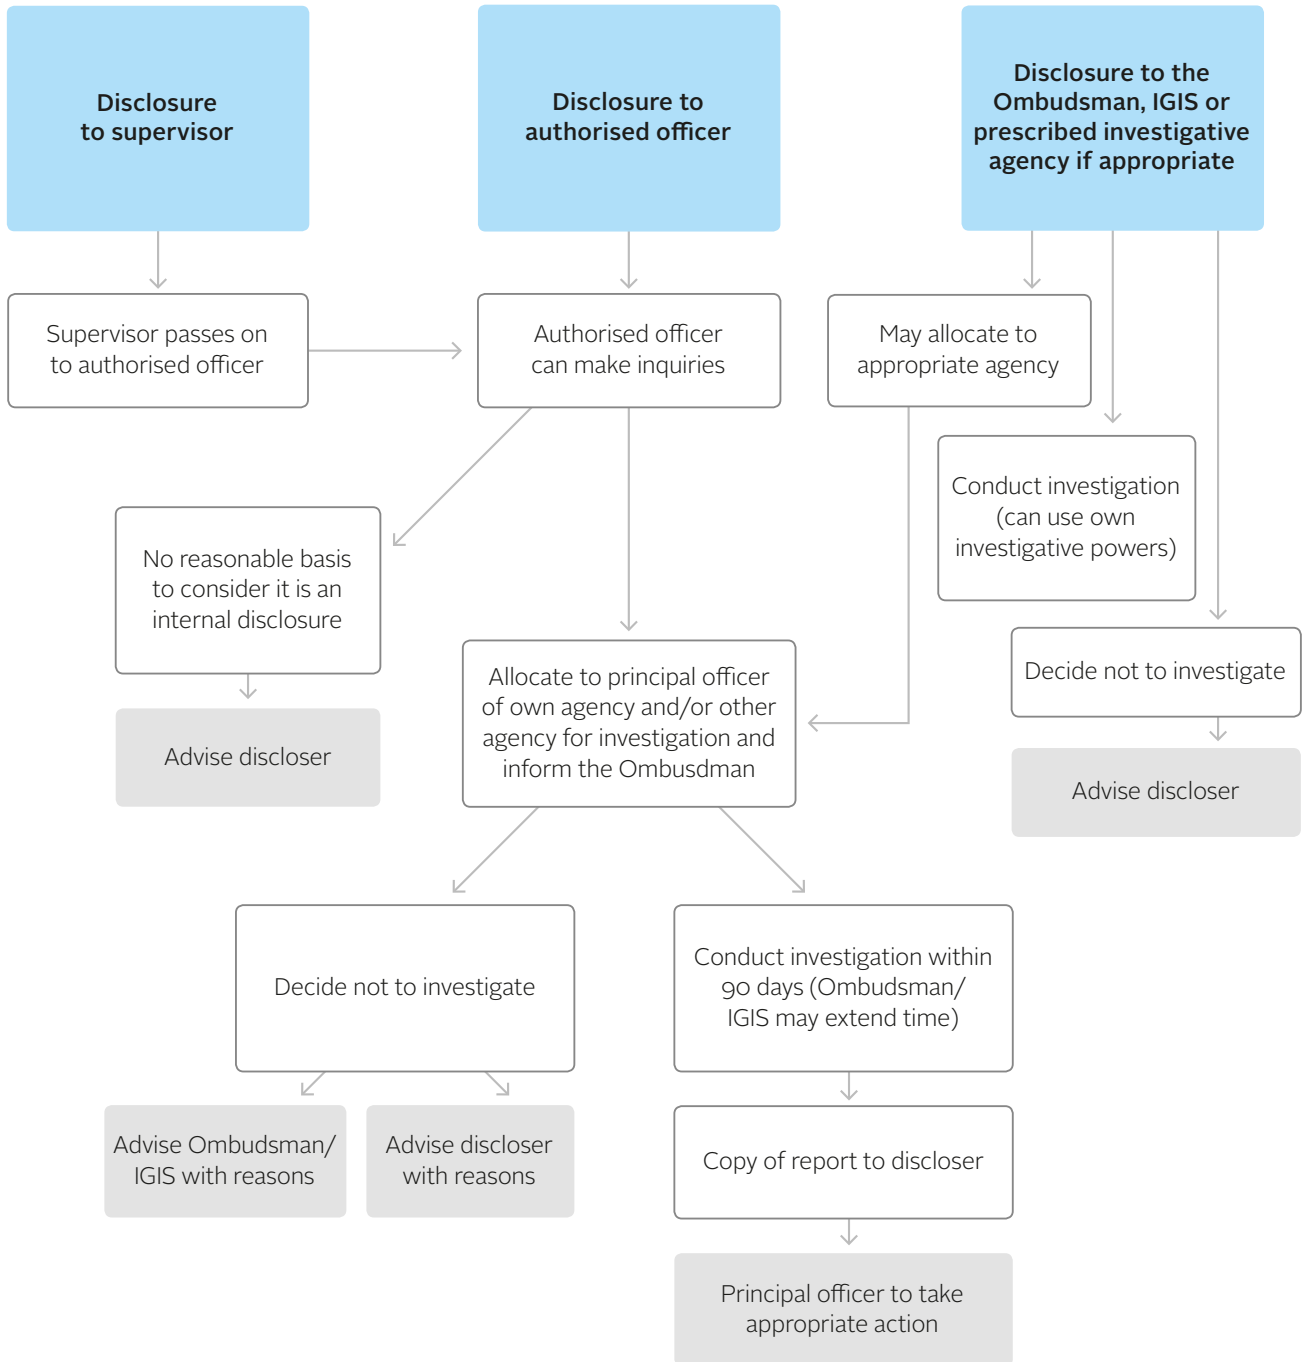 Disclosure
to supervisor
Disclosure to
authorised officer
Disclosure to the
Ombudsman, IGIS or
prescribed investigative
agency if appropriate
Supervisor passes on
to authorised officer
Authorised officer
can make inquiries
May allocate to
appropriate agency
Conduct investigation
(can use own
investigative powers)
No reasonable basis
to consider it is an
internal disclosure
Decide not to investigate
Allocate to principal officer
of own agency and/or other
agency for investigation and
inform the Ombusdman
Advise discloser
Advise discloser
Decide not to investigate
Conduct investigation within
90 days (Ombudsman/
IGIS may extend time)
Advise Ombudsman/
IGIS with reasons
Advise discloser
with reasons
Copy of report to discloser
Principal officer to take
appropriate action